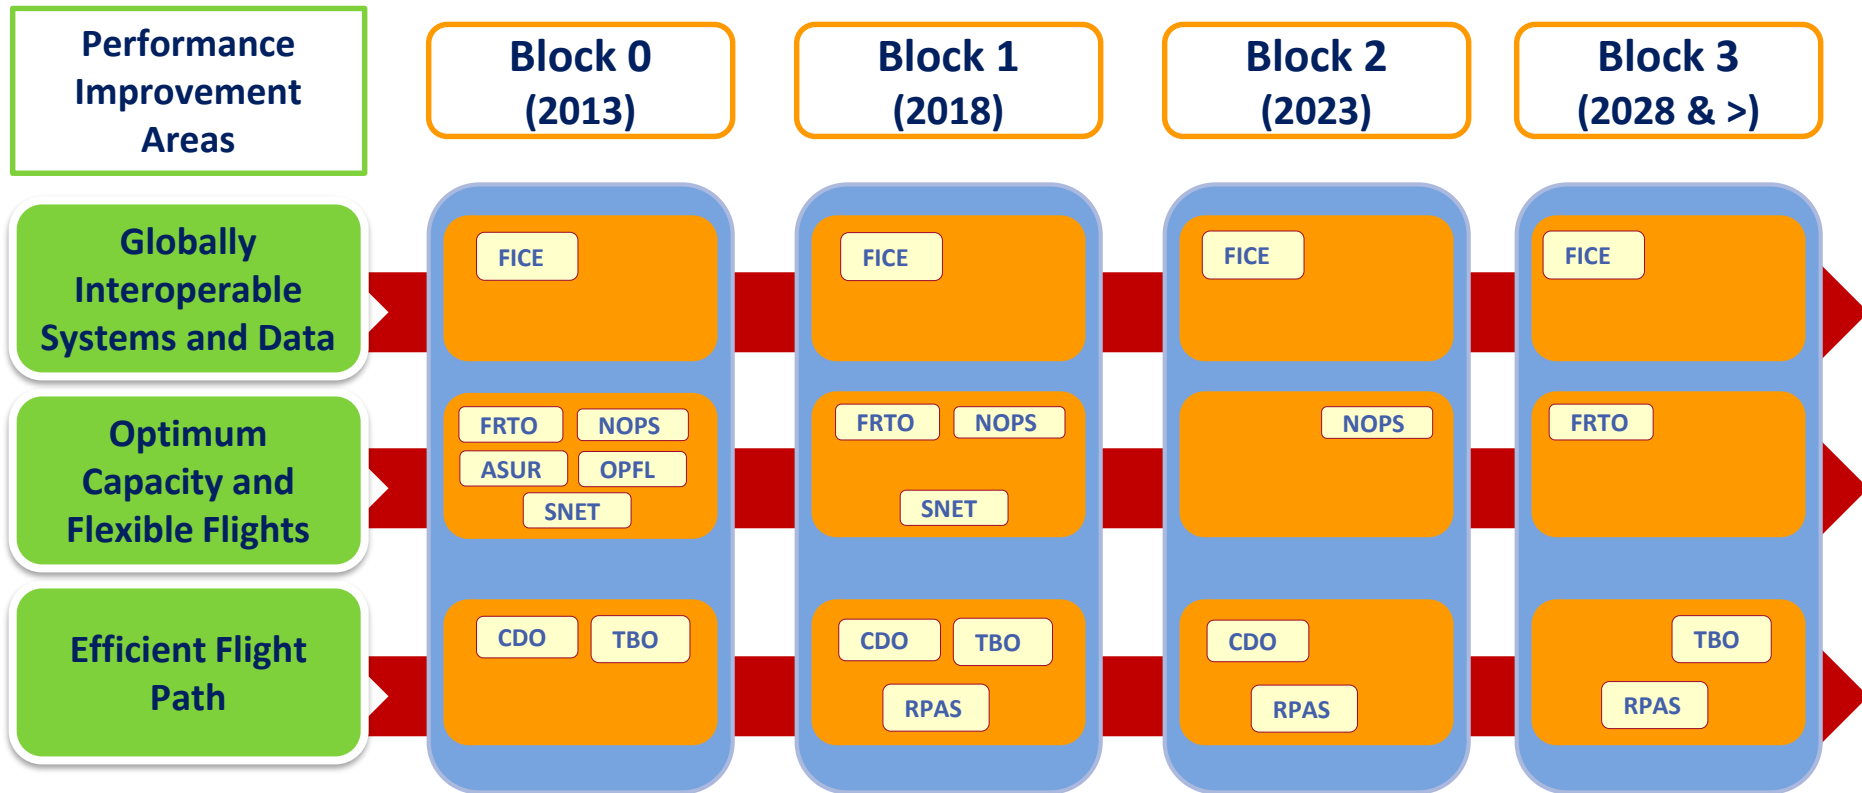 Performance
Improvement
Areas
Block 0
(2013)
Block 1
(2018)
Block 2
(2023)
Block 3
(2028 & >)
Globally
Interoperable
Systems and Data
FICE
FICE
FICE
FICE
Optimum
Capacity and
Flexible Flights
FRTO NOPS
ASUR OPFL
SNET
FRTO NOPS
SNET
NOPS
FRTO
Efficient Flight
Path
CDO TBO
CDO TBO
RPAS
CDO
RPAS
TBO
RPAS